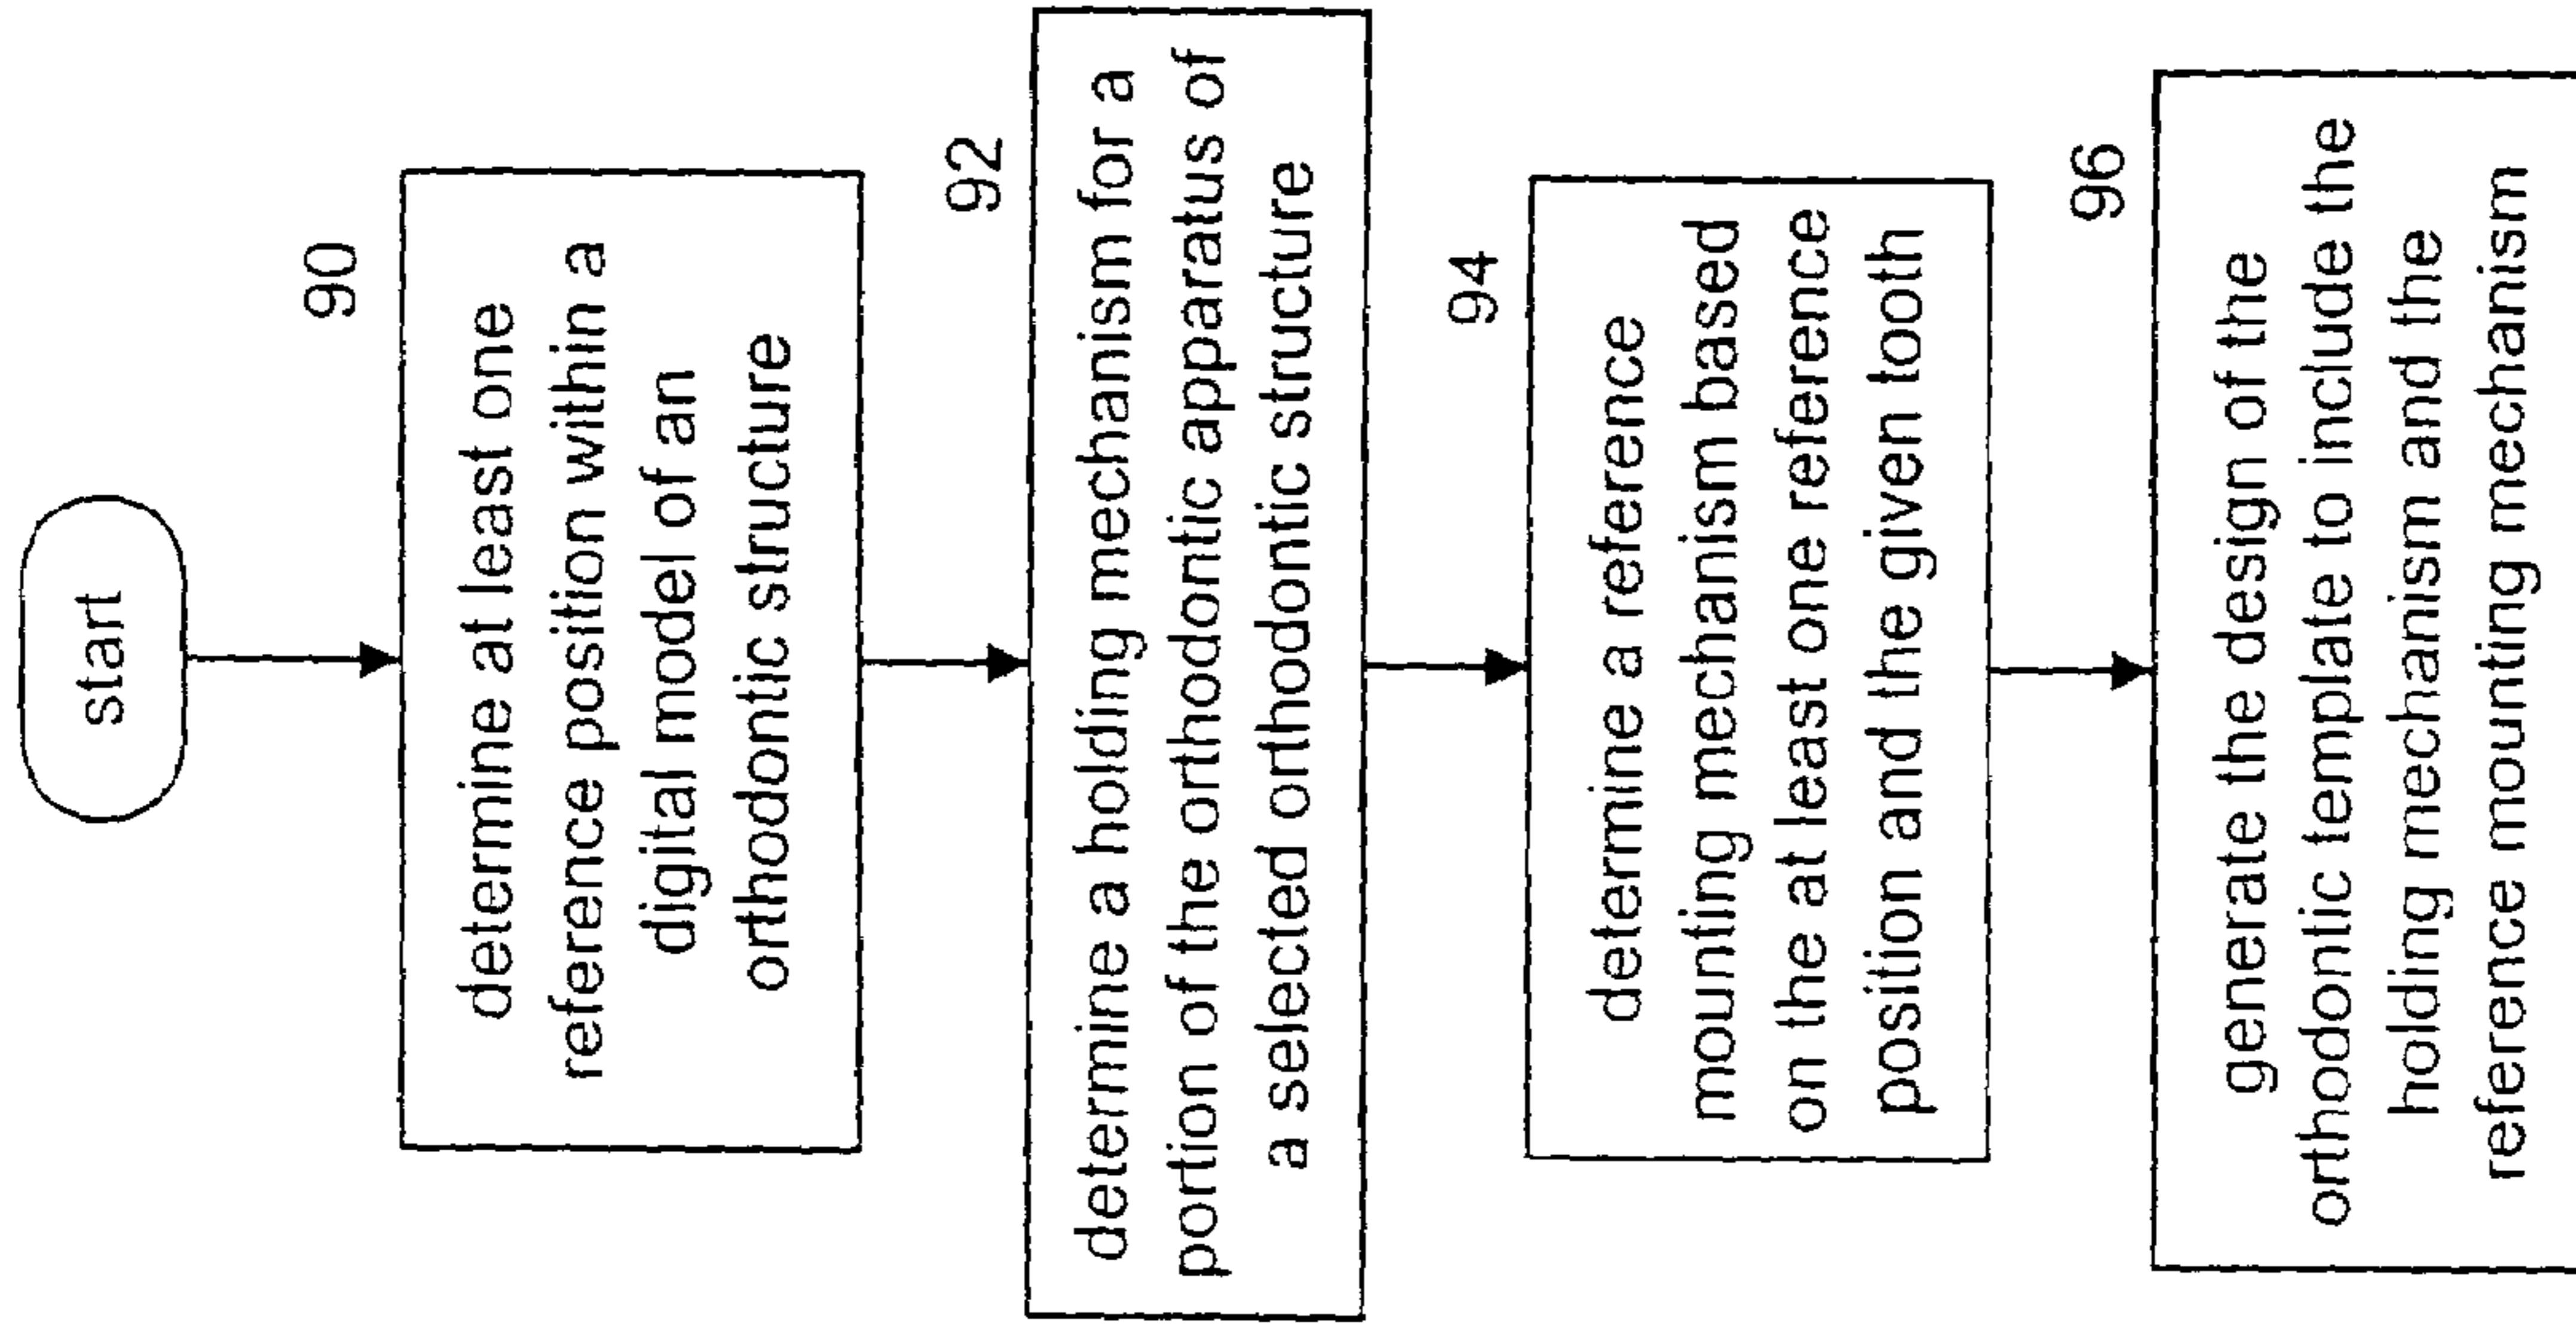 start
90
determine at least one
reference position within a
digital model of an
orthodontic structure
92
determine a holding mechanism for a
portion of the orthodontic apparatus of
a selected orthodontic structure
94
determine a reference
mounting mechanism based
on the at least one reference
position and the given tooth
96
generate the design of the
orthodontic template to include the
holding mechanism and the
reference mounting mechanism